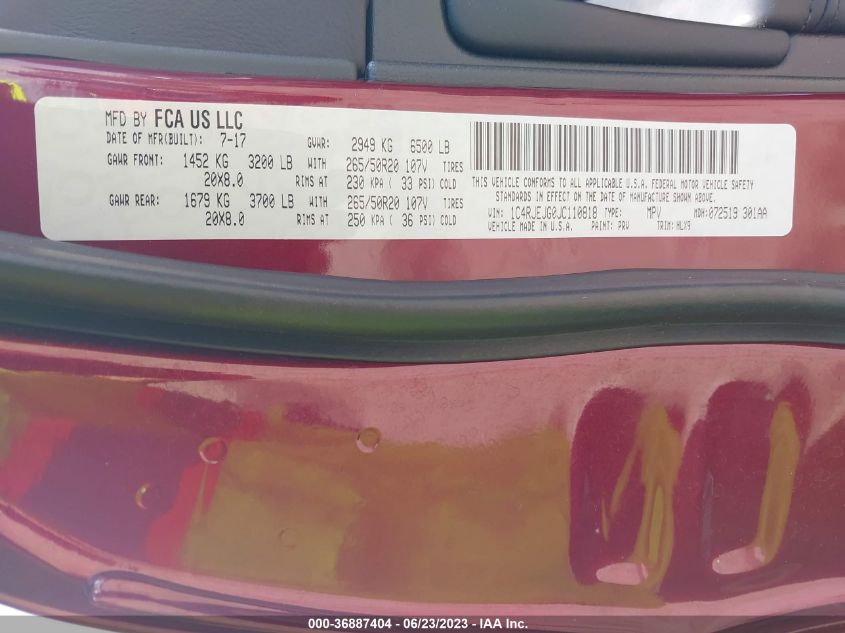 MFD BY FCA US LLC
DATE OF MFR(BUILT): 7-17 GVWR: 2949 KG 6500 LB
GAWR FRONT: 1452 KG 3200 LB WITH 265/50R20 107V TIRES
20X8.0 RIMS AT 230 KPA ( 33 PSI) COLD
GAWR REAR: 1679 KG 3700 LB WITH 265/50R20 107V TIRES
20X8.0 RIMS AT 250 KPA ( 36 PSI) COLD
THIS VEHICLE CONFORMS TO ALL APPLICABLE U.S.A. FEDERAL MOTOR VEHICLE SAFETY
STANDARDS IN EFFECT ON THE DATE OF MANUFACTURE SHOWN ABOVE.
VIN: 1C4RJEJG0JC110818 TYPE: MPV MDH: 072519 301AA
VEHICLE MADE IN U.S.A. PAINT: PRV TRIM: HLX9
000-36887404 - 06/23/2023 - IAA Inc.